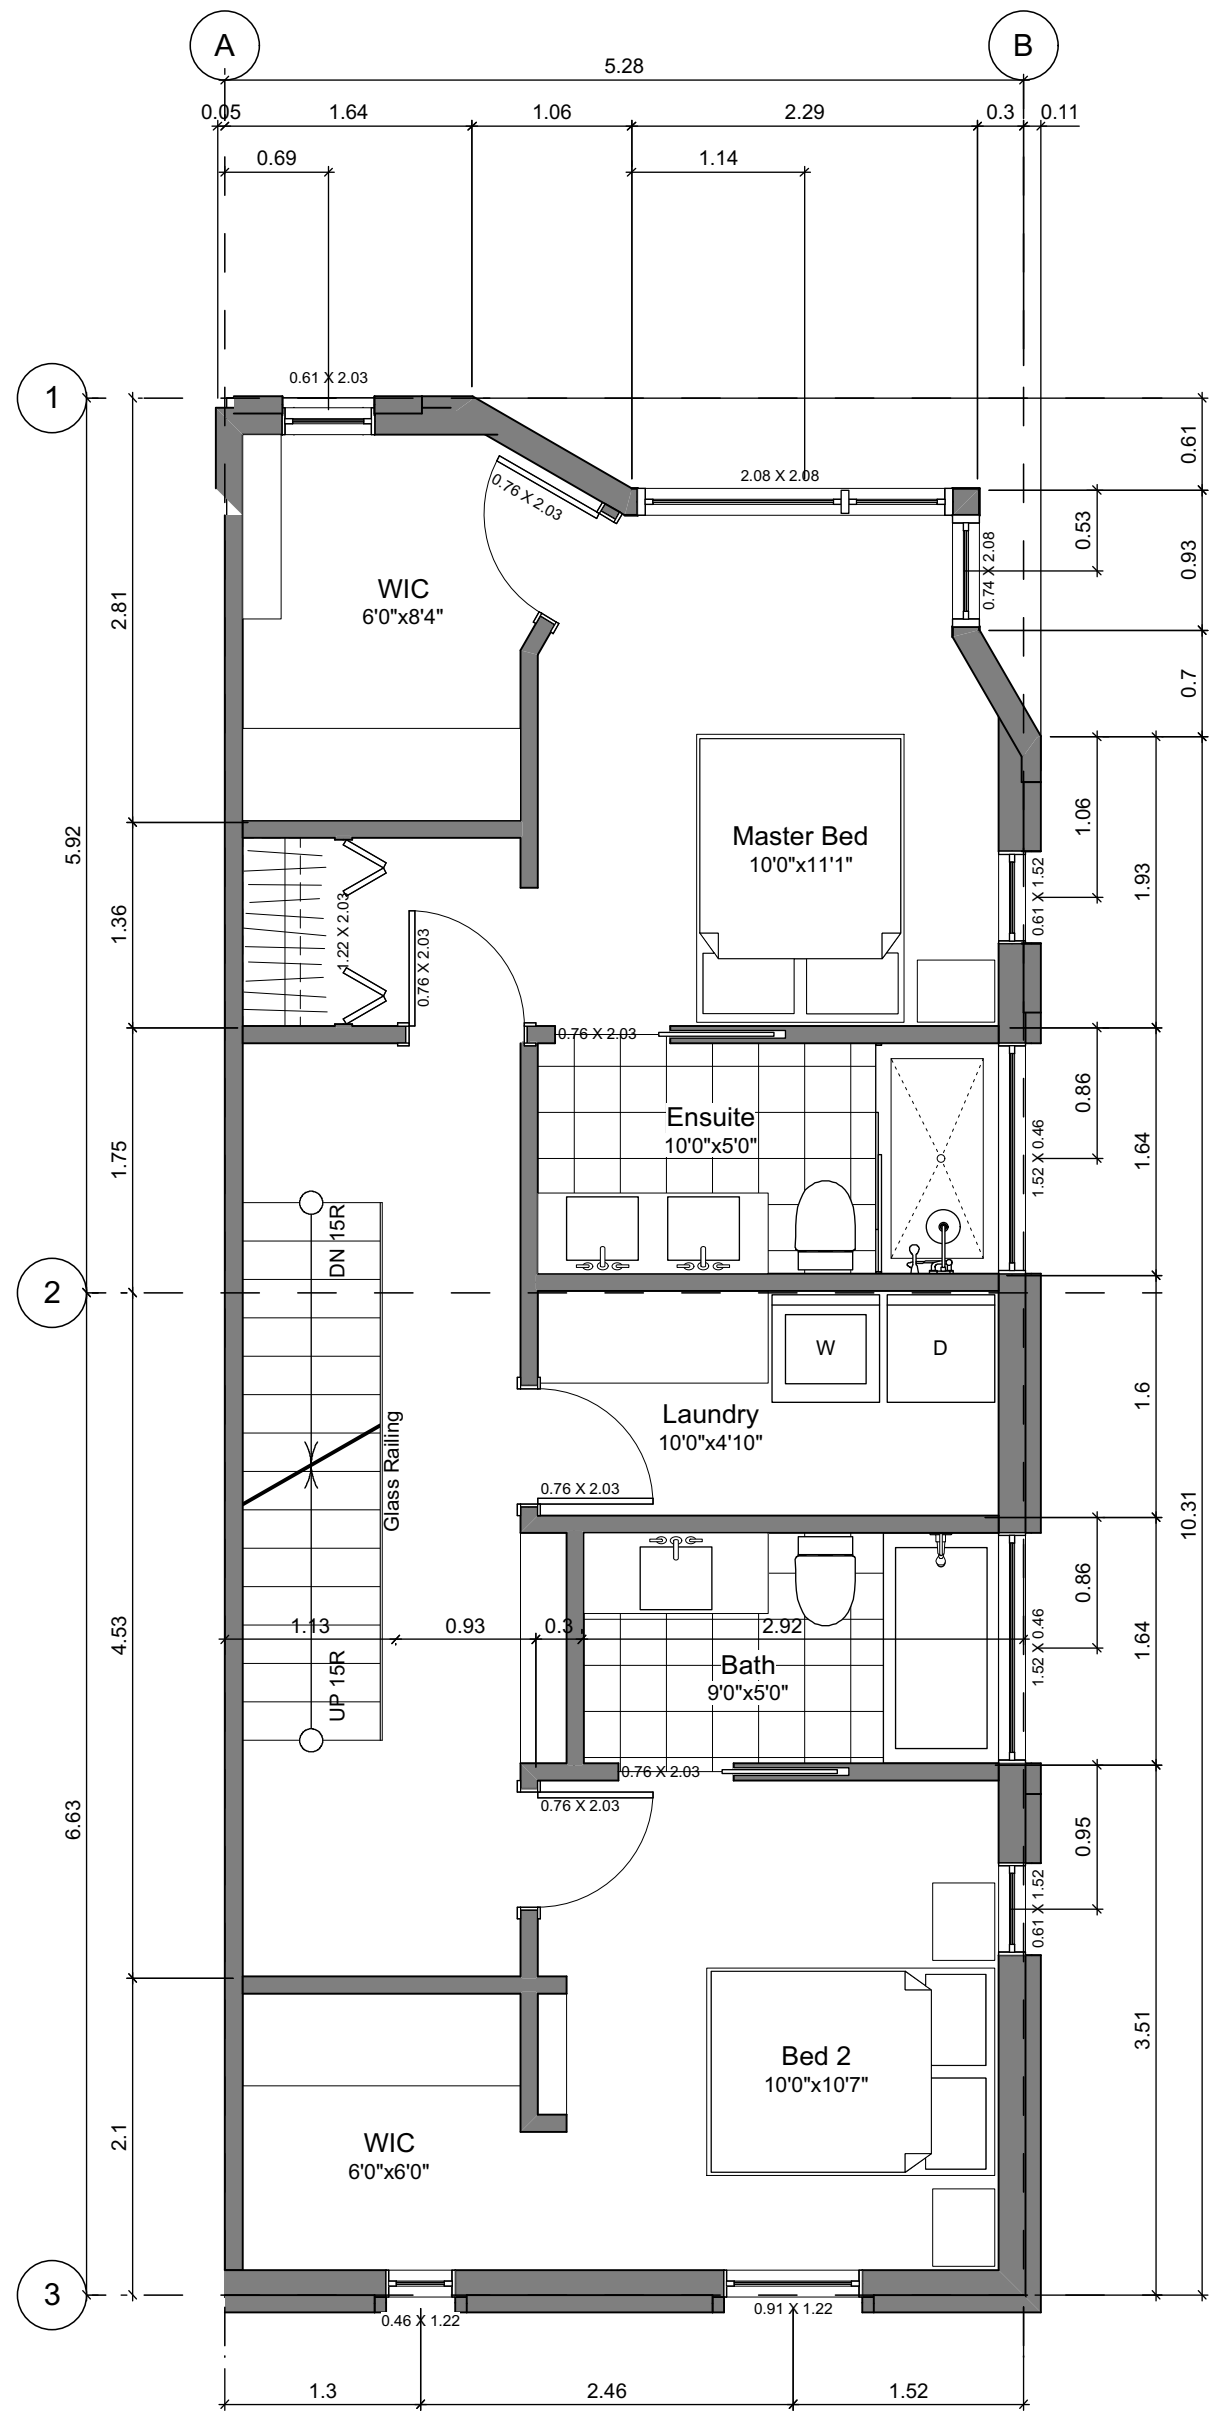 A
B
5.28
0.05
1.64
1.06
2.29
0.3
0.11
0.69
1.14
1
0.61 X 2.03
0.61
2.08 X 2.08
0.76 X 2.03
0.53
0.74 X 2.08
0.93
WIC
6'0"x8'4"
2.81
0.7
1.06
Master Bed
10'0"x11'1"
5.92
0.61 X 1.52
1.93
1.36
1.22 X 2.03
0.76 X 2.03
0.76 X 2.03
0.86
Ensuite
10'0"x5'0"
1.52 X 0.46
1.64
1.75
DN 15R
2
W
D
1.6
Laundry
10'0"x4'10"
Glass Railing
0.76 X 2.03
10.31
0.86
4.53
1.13
0.93
0.3
2.92
1.52 X 0.46
1.64
Bath
9'0"x5'0"
UP 15R
0.76 X 2.03
0.76 X 2.03
6.63
0.95
0.61 X 1.52
3.51
Bed 2
10'0"x10'7"
2.1
WIC
6'0"x6'0"
3
0.46 X 1.22
0.91 X 1.22
1.3
2.46
1.52